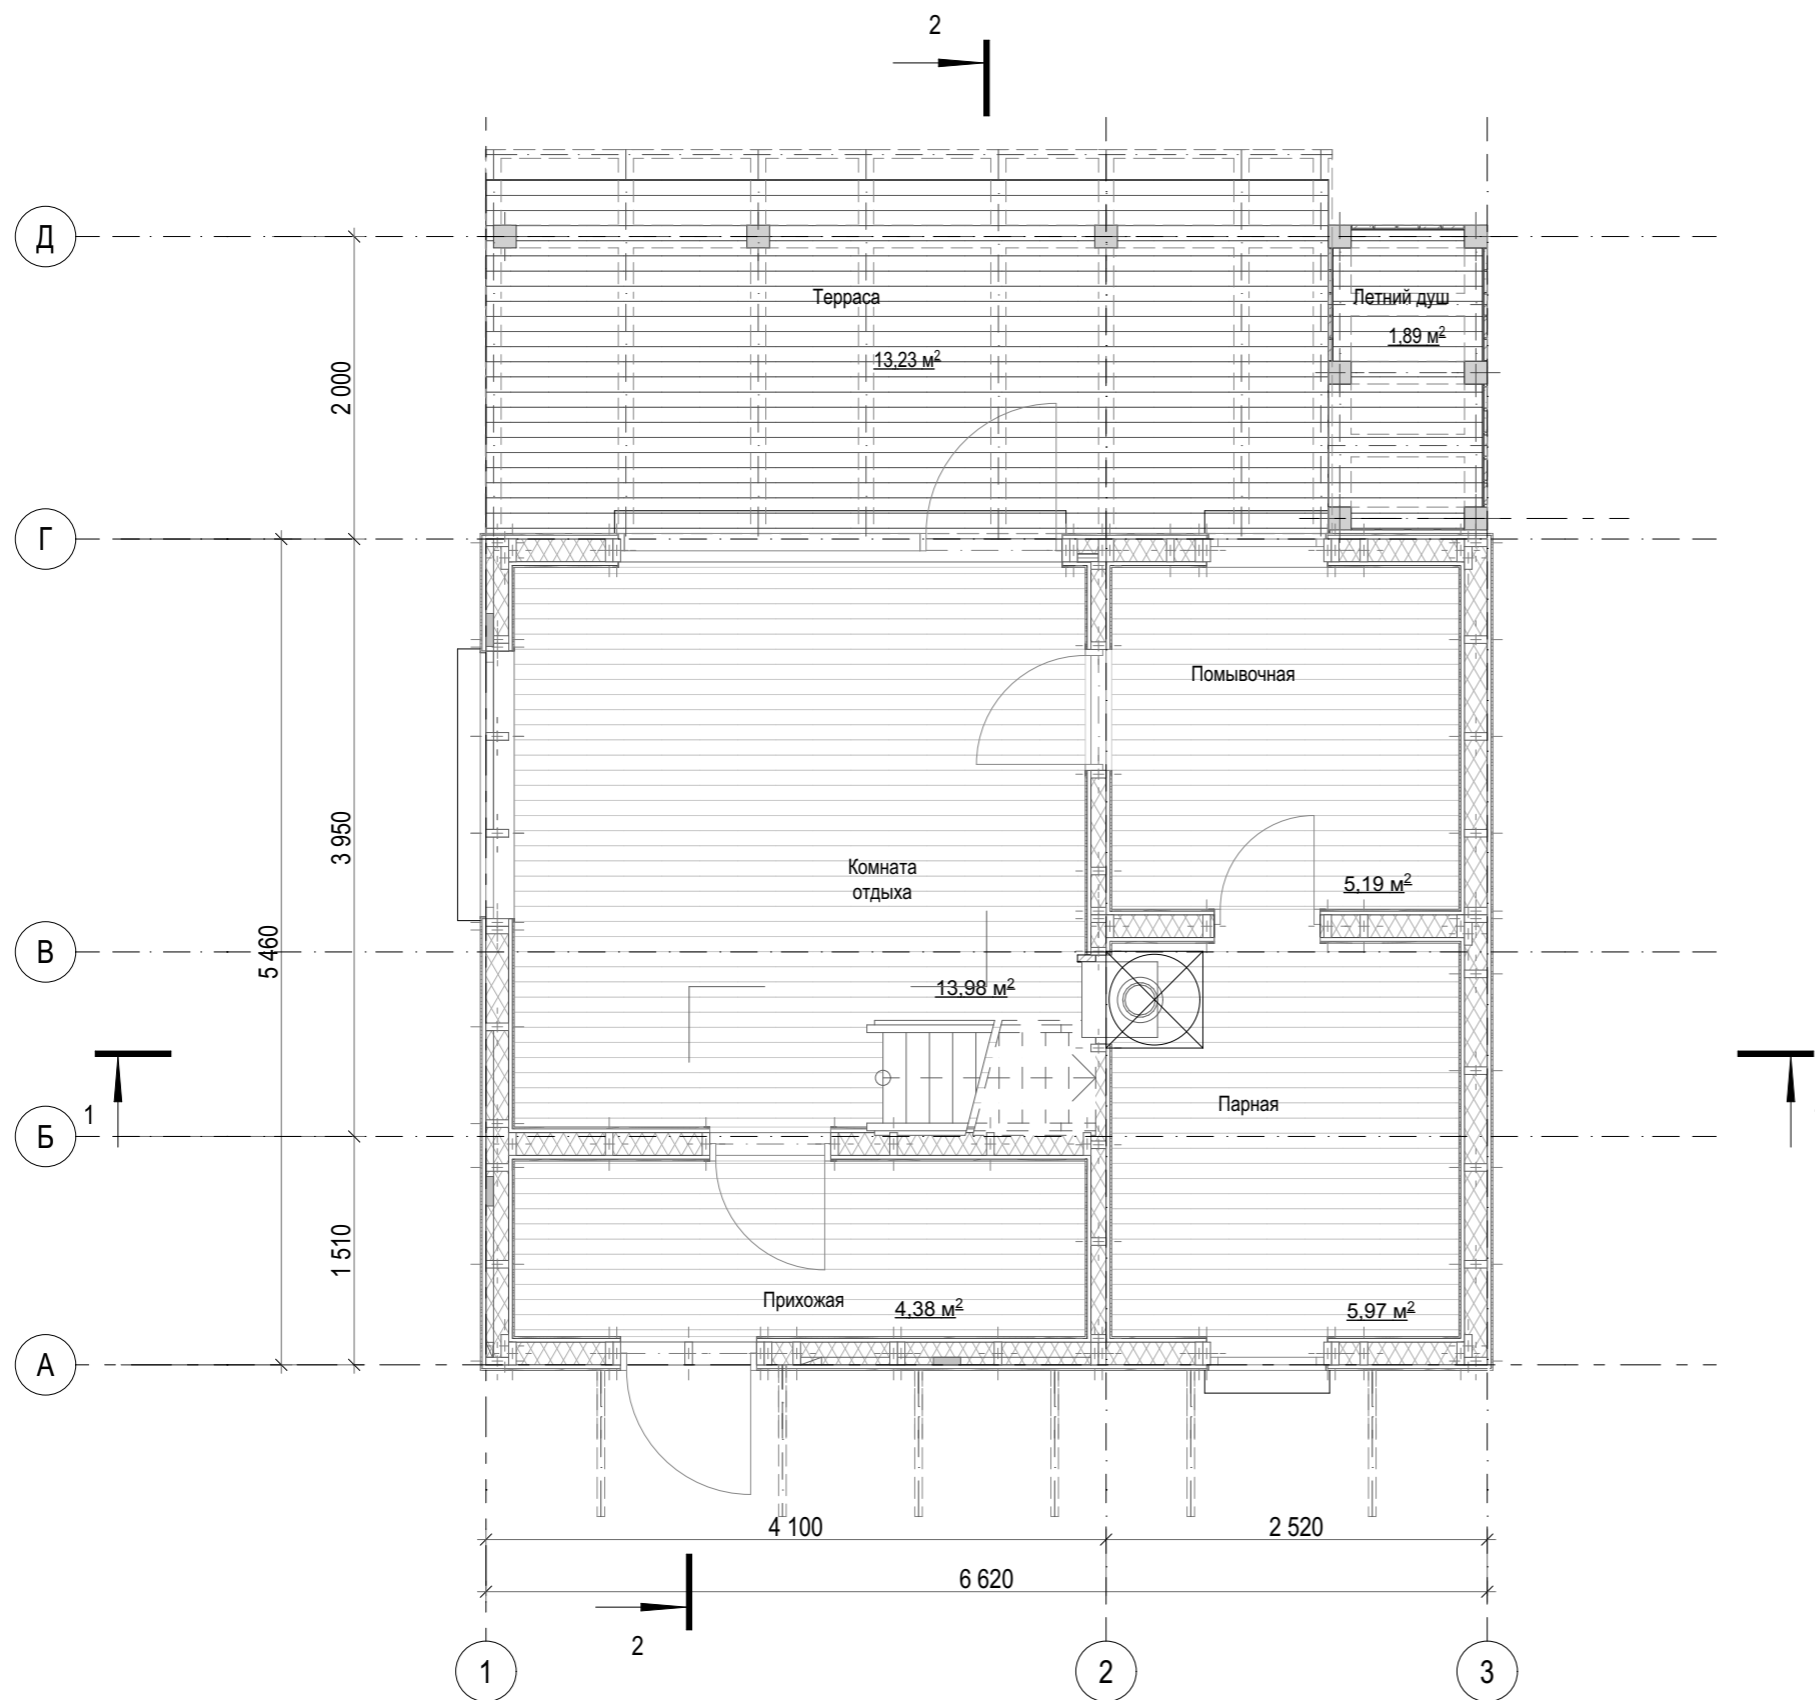 2
Д
Терраса
Летний душ
1,89 м²
13,23 м²
2 000
Г
Помывочная
3 950
Комната
отдыха
5,19 м²
В
5 460
13,98 м²
1
Парная
Б
1 510
Прихожая
4,38 м²
5,97 м²
А
4 100
2 520
6 620
2
1
2
3